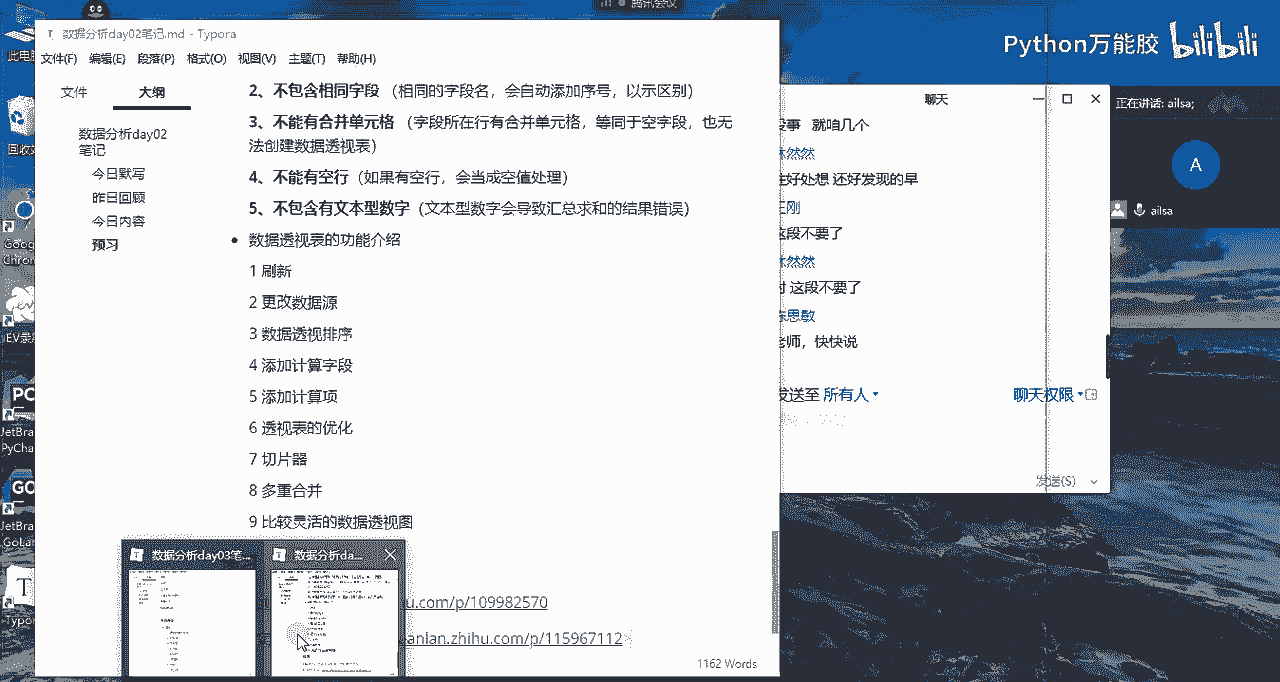 腾讯会议
数据分析day02笔记.md - Typora
文件(F) 编辑(E) 段落(P) 格式(O) 视图(V) 主题(T) 帮助(H)
文件 大纲
数据分析day02
笔记
今日默写
昨日回顾
今日内容
预习
2、不包含相同字段 (相同的字段名，会自动添加序号，以示区别)
3、不能有合并单元格 (字段所在行有合并单元格，等同于空字段，也无
法创建数据透视表)
4、不能有空行 (如果有空行，会当成空值处理)
5、不包含有文本型数字 (文本型数字会导致汇总求和的结果错误)
数据透视表的功能介绍
1 刷新
2 更改数据源
3 数据透视排序
4 添加计算字段
5 添加计算项
6 透视表的优化
7 切片器
8 多重合并
9 比较灵活的数据透视图
数据分析day03笔...
数据分析da...
u.com/p/109982570
anlan.zhihu.com/p/115967112
1162 Words
聊天
事 就咱几个
然然
好处想 还好发现的早
刚
这段不要了
然然
这段不要了
思敏
老师，快快说
发送至 所有人
聊天权限
发送(S)
Python万能胶 bilibili
正在讲话: ailsa;
A
ailsa
此电脑
Goog
Chrom
JetBra
PyCha
JetBra
GoLan
Typo